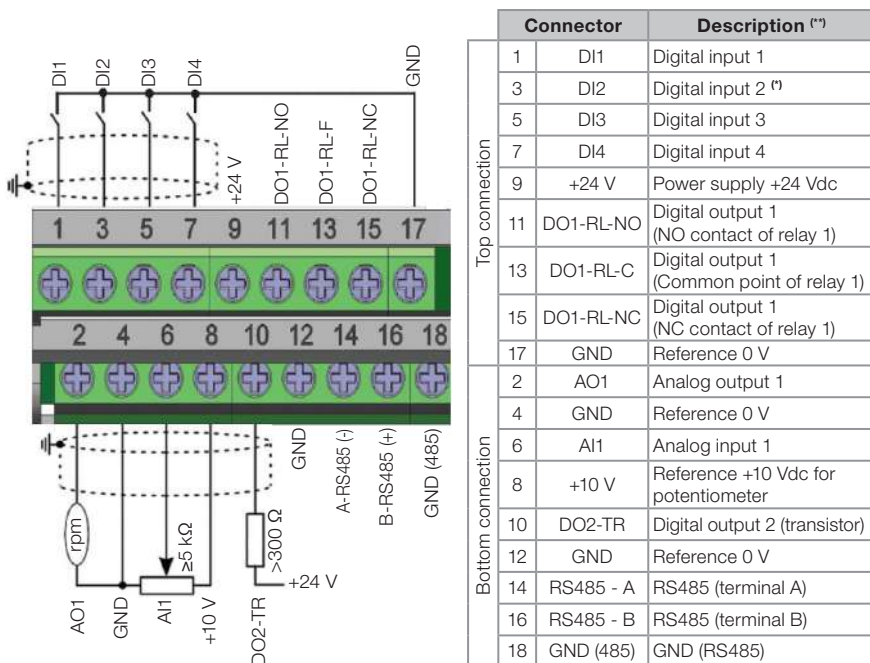 DI1
DI2
DI3
DI4
GND
+24 V
DO1-RL-NO
DO1-RL-F
DO1-RL-NC
1 3 5 7 9 11 13 15 17
2 4 6 8 10 12 14 16 18
GND
A-RS485 (-)
B-RS485 (+)
GND (485)
rpm
≥5 kΩ
>300 Ω
+24 V
AO1
GND
AI1
+10 V
DO2-TR
Connector Description (**)
Top connection
1 DI1 Digital input 1
3 DI2 Digital input 2 (*)
5 DI3 Digital input 3
7 DI4 Digital input 4
9 +24 V Power supply +24 Vdc
11 DO1-RL-NO Digital output 1
(NO contact of relay 1)
13 DO1-RL-C Digital output 1
(Common point of relay 1)
15 DO1-RL-NC Digital output 1
(NC contact of relay 1)
17 GND Reference 0 V
Bottom connection
2 AO1 Analog output 1
4 GND Reference 0 V
6 AI1 Analog input 1
8 +10 V Reference +10 Vdc for
potentiometer
10 DO2-TR Digital output 2 (transistor)
12 GND Reference 0 V
14 RS485 - A RS485 (terminal A)
16 RS485 - B RS485 (terminal B)
18 GND (485) GND (RS485)